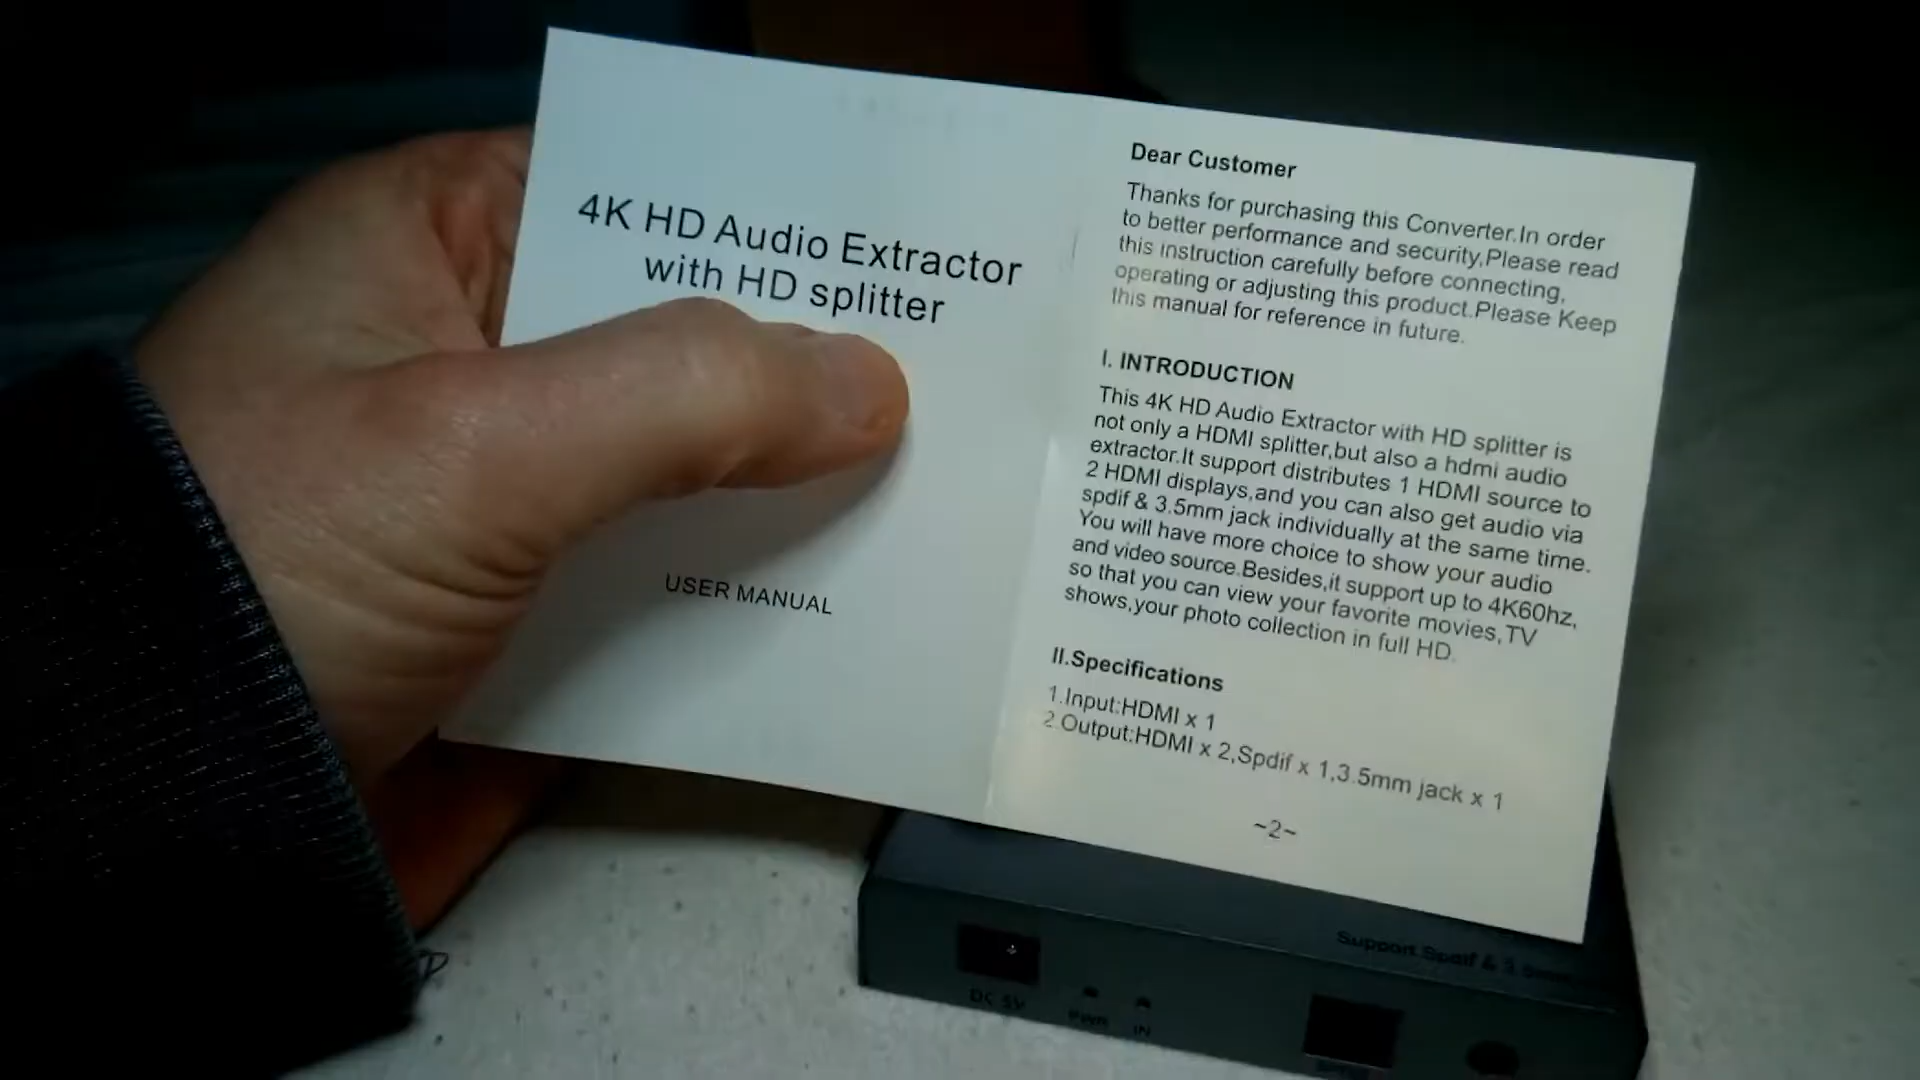 4K HD Audio Extractor
with HD splitter
USER MANUAL
Dear Customer
Thanks for purchasing this Converter.In order
to better performance and security,Please read
this instruction carefully before connecting,
operating or adjusting this product.Please Keep
this manual for reference in future.
I. INTRODUCTION
This 4K HD Audio Extractor with HD splitter is
not only a HDMI splitter,but also a hdmi audio
extractor.It support distributes 1 HDMI source to
2 HDMI displays,and you can also get audio via
spdif & 3.5mm jack individually at the same time.
You will have more choice to show your audio
and video source.Besides,it support up to 4K60hz,
so that you can view your favorite movies,TV
shows,your photo collection in full HD.
II.Specifications
1.Input:HDMI x 1
2.Output:HDMI x 2,Spdif x 1,3.5mm jack x 1
~2~
Support Spdif & 3.5mm
DC 5V
PWR
IN